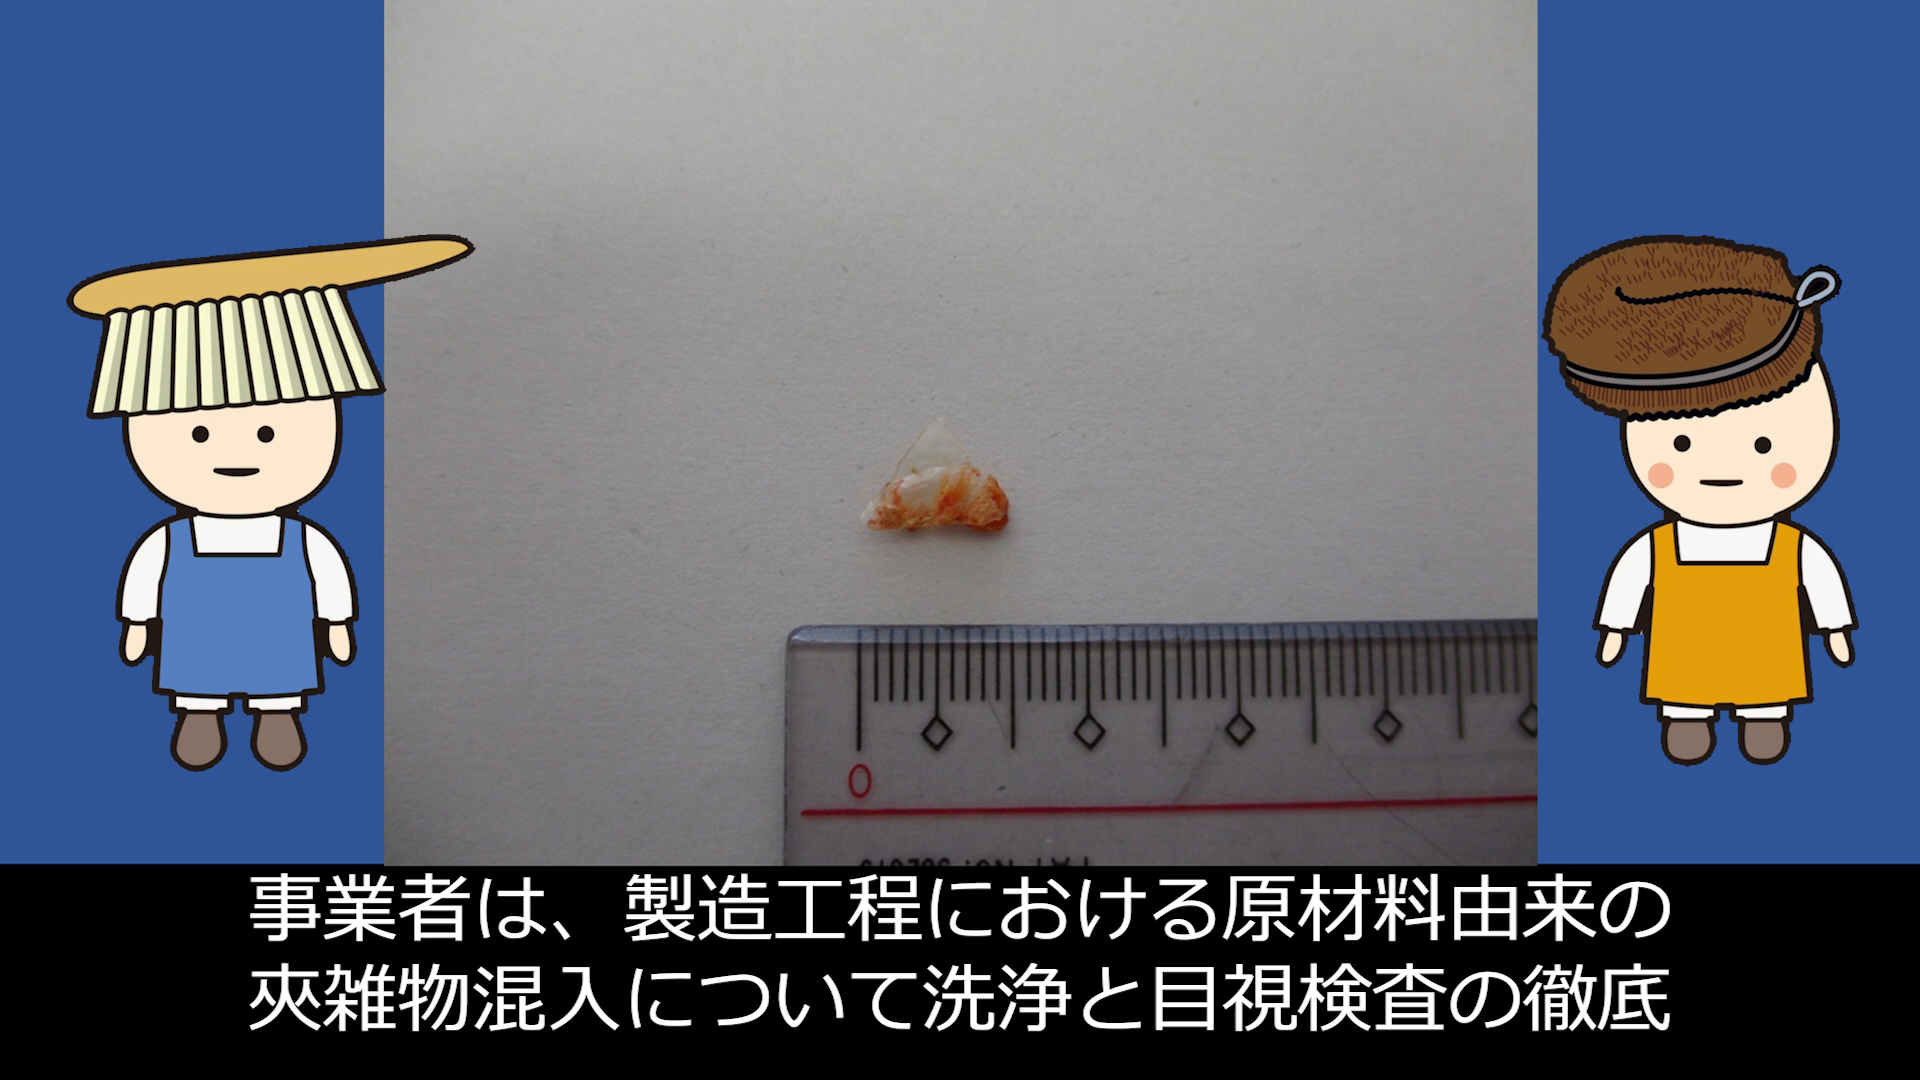 0
事業者は、製造工程における原材料由来の
夾雑物混入について洗浄と目視検査の徹底